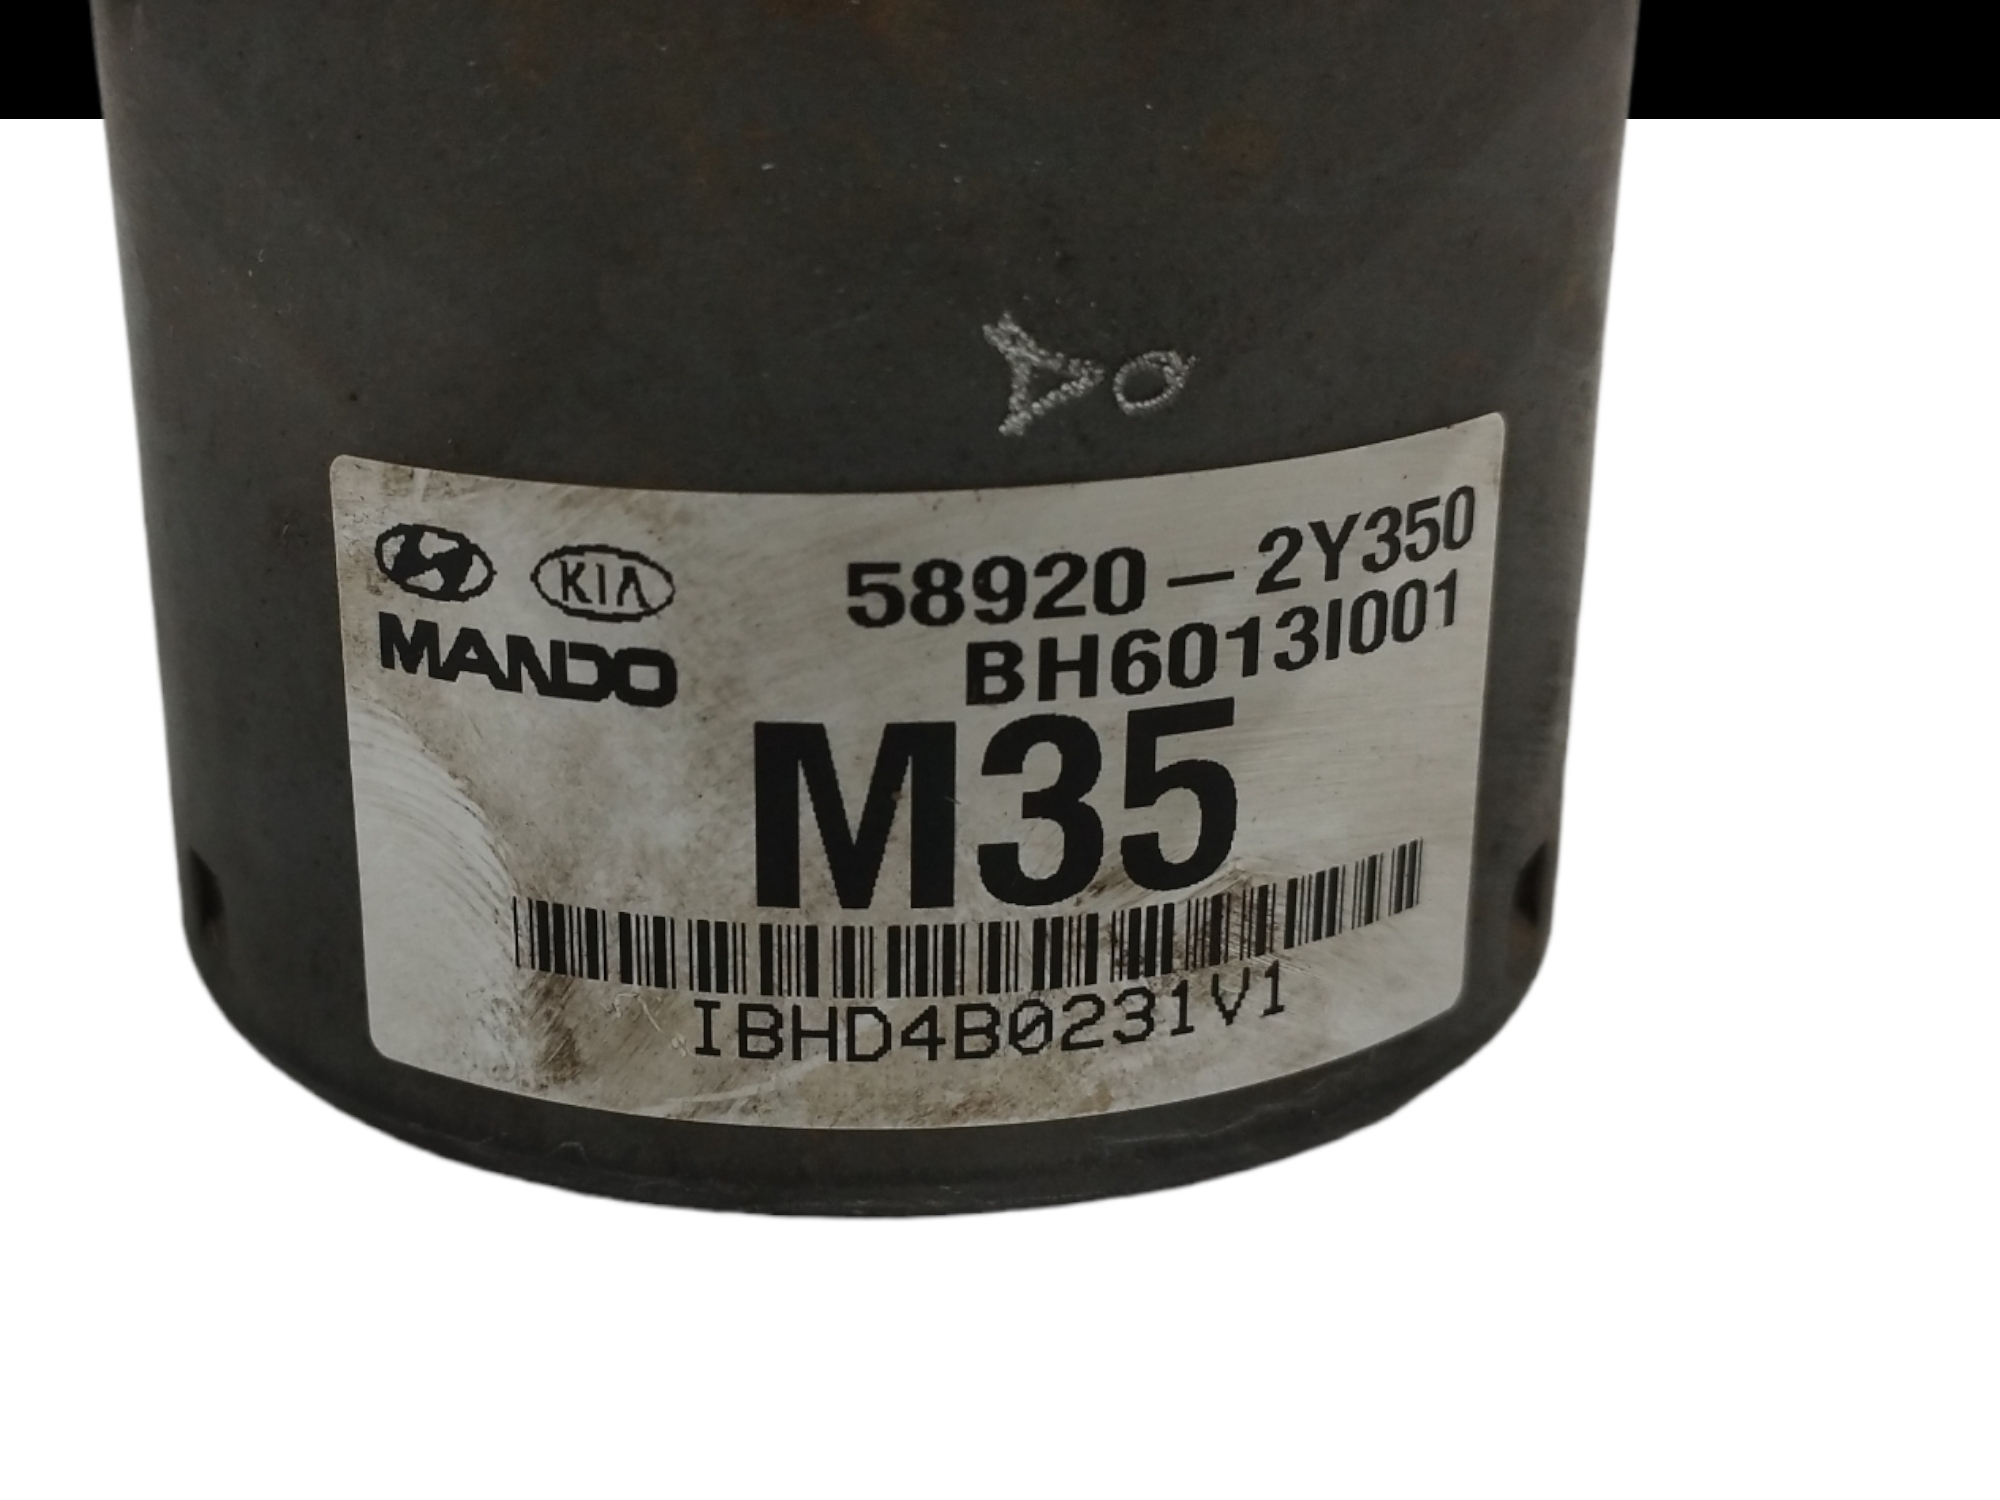 KIA
58920-2Y350
MANDO
BH6013I001
M35
IBHD4B0231V1